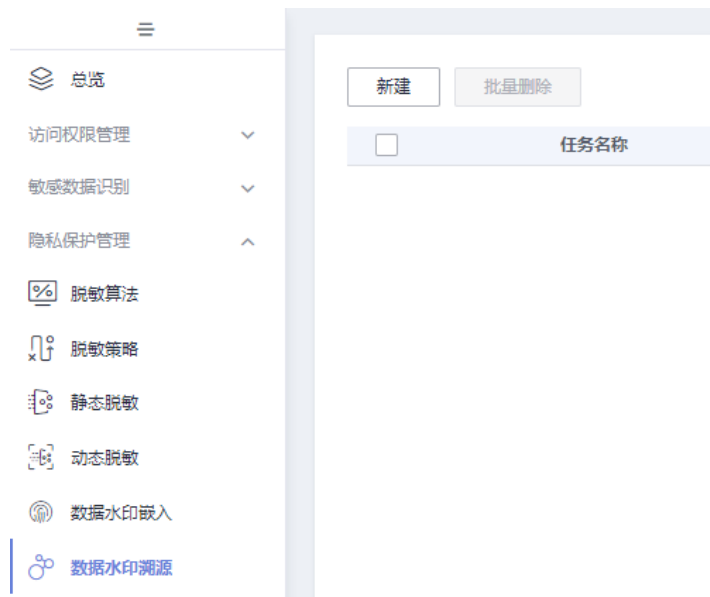 总览
访问权限管理
敏感数据识别
隐私保护管理
脱敏算法
脱敏策略
静态脱敏
动态脱敏
数据水印嵌入
数据水印溯源
新建 批量删除
任务名称